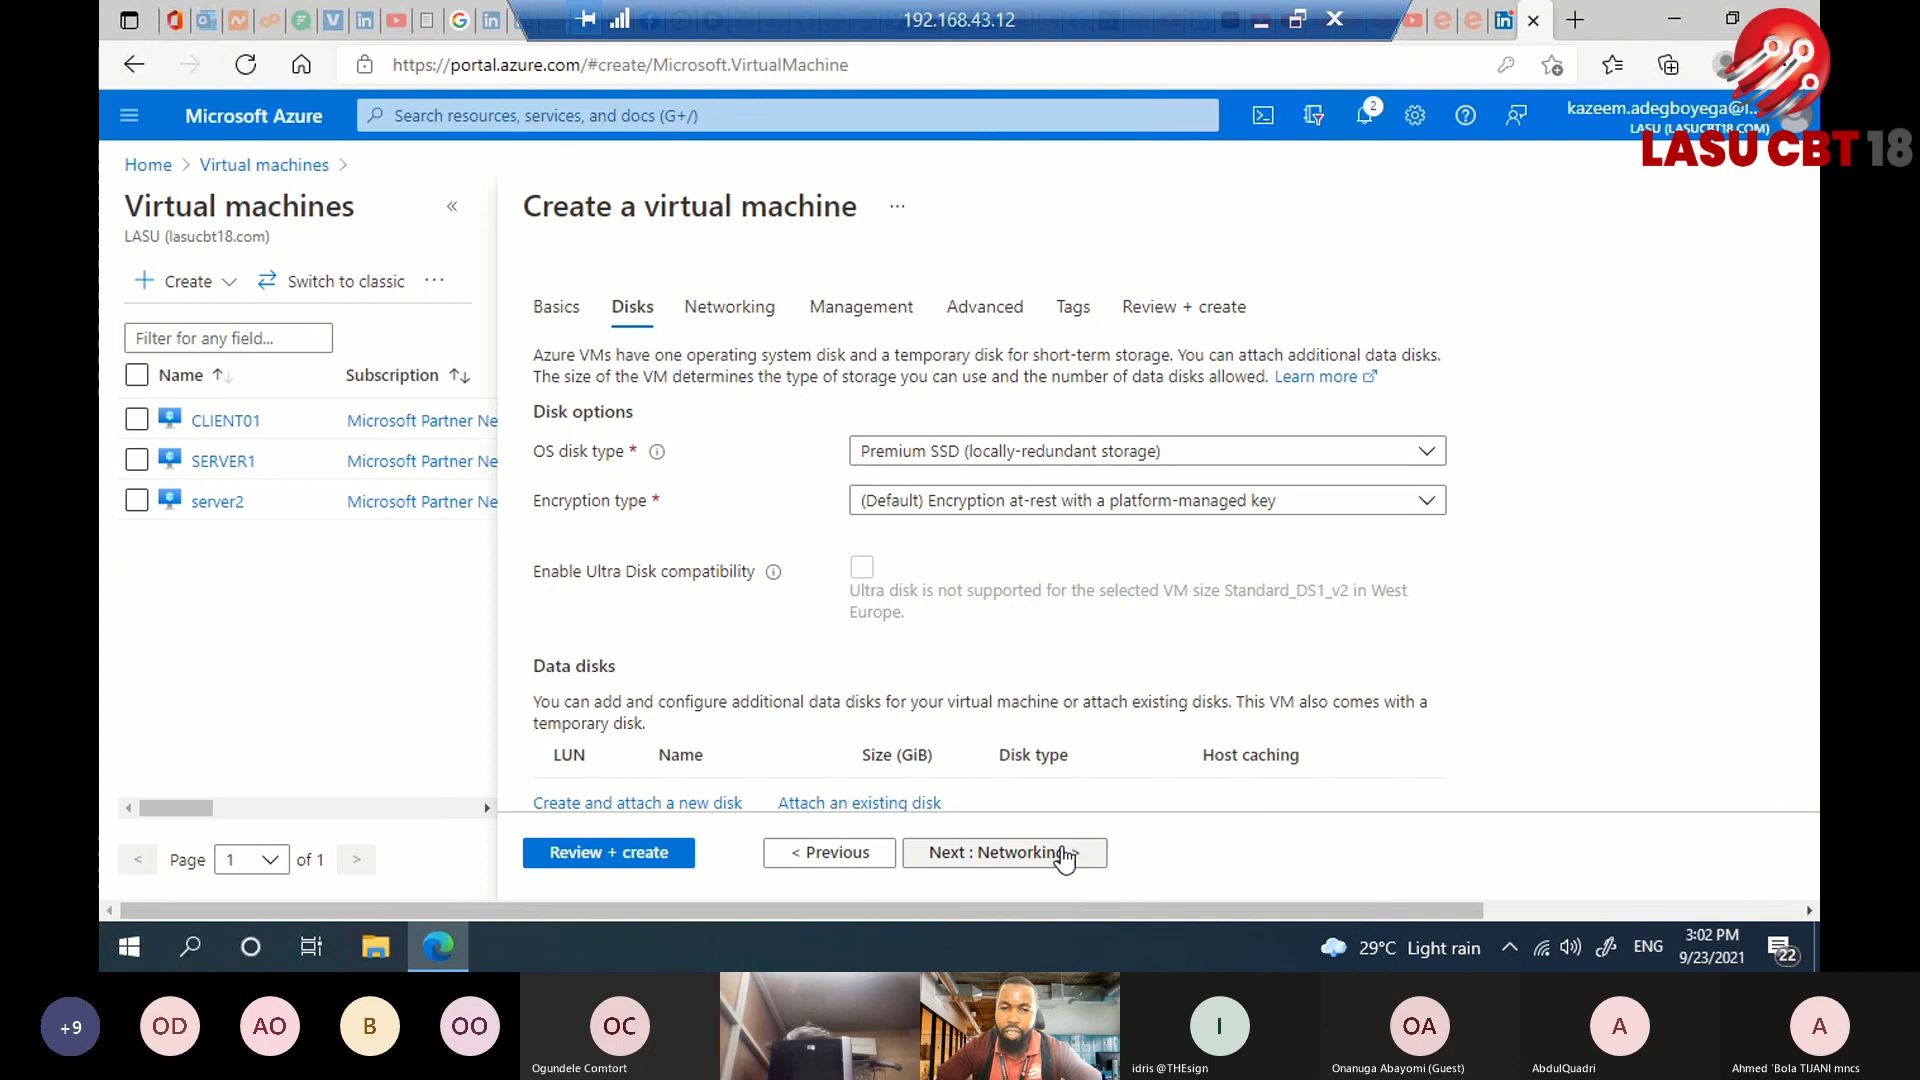 192.168.43.12
https://portal.azure.com/#create/Microsoft.VirtualMachine
Microsoft Azure
Search resources, services, and docs (G+/)
2
kazeem.adegboyega@l...
LASU (LASUCBT18.COM)
LASU CBT 18
Home > Virtual machines >
Virtual machines «
LASU (lasucbt18.com)
+ Create Switch to classic ...
Filter for any field...
Name Subscription
CLIENT01 Microsoft Partner Ne
SERVER1 Microsoft Partner Ne
server2 Microsoft Partner Ne
< Page 1 of 1 >
Create a virtual machine ...
Basics Disks Networking Management Advanced Tags Review + create
Azure VMs have one operating system disk and a temporary disk for short-term storage. You can attach additional data disks.
The size of the VM determines the type of storage you can use and the number of data disks allowed. Learn more
Disk options
OS disk type * Premium SSD (locally-redundant storage)
Encryption type * (Default) Encryption at-rest with a platform-managed key
Enable Ultra Disk compatibility
Ultra disk is not supported for the selected VM size Standard_DS1_v2 in West
Europe.
Data disks
You can add and configure additional data disks for your virtual machine or attach existing disks. This VM also comes with a
temporary disk.
LUN Name Size (GiB) Disk type Host caching
Create and attach a new disk Attach an existing disk
Review + create < Previous Next : Networking >
29°C Light rain ENG 3:02 PM
9/23/2021 22
+9 OD AO B OO OC I OA A A
Ogundele Comtort idris @THEsign Onanuga Abayomi (Guest) AbdulQuadri Ahmed 'Bola TIJANI mncs